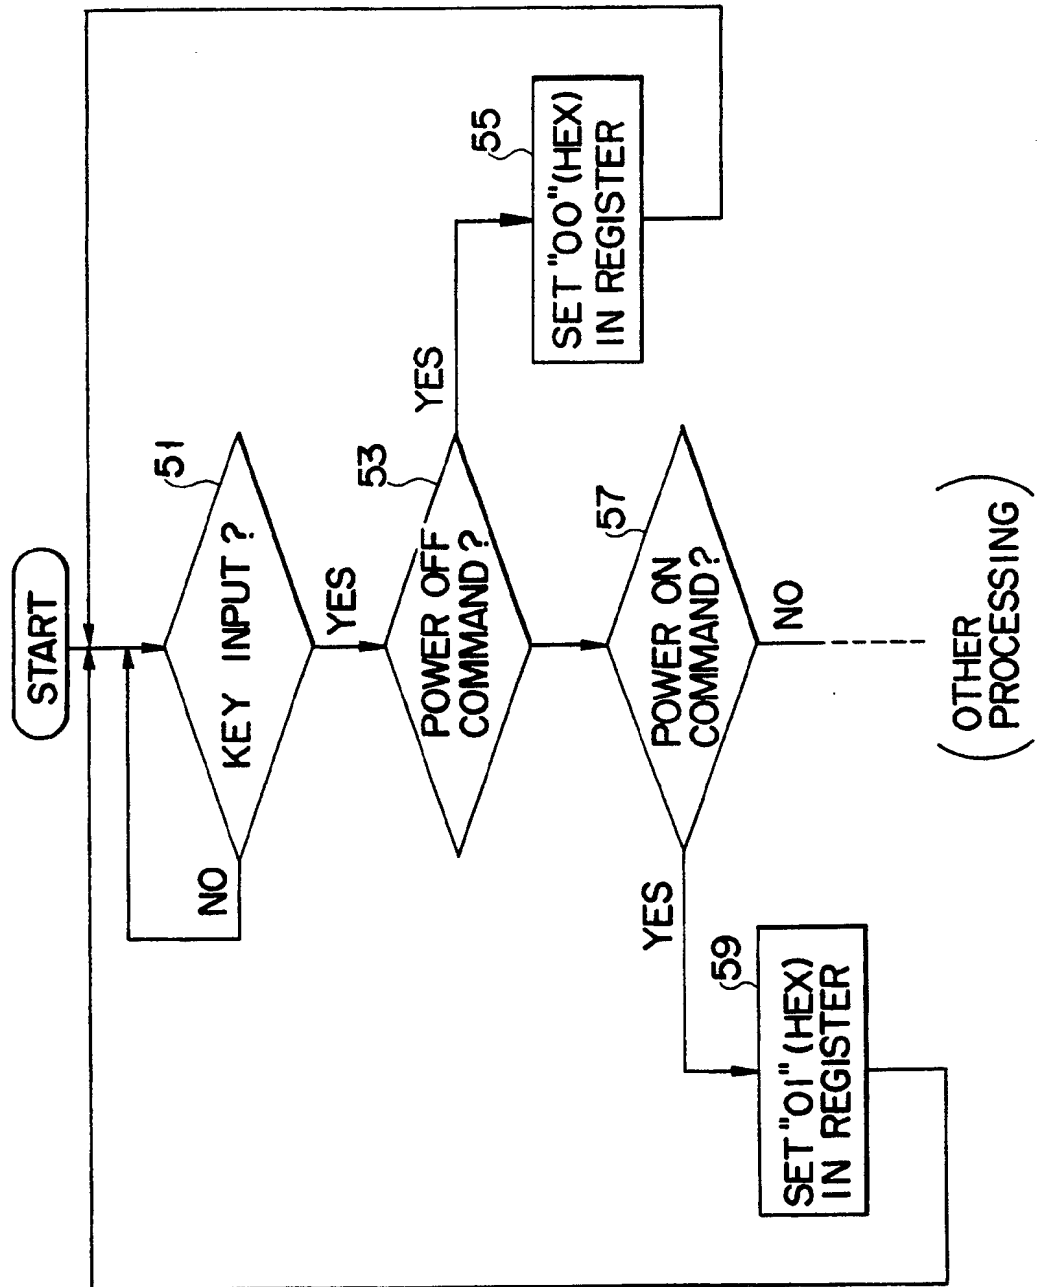 START
51
KEY INPUT?
NO
YES
53
POWER OFF
COMMAND?
YES
55
SET "00" (HEX)
IN REGISTER
57
POWER ON
COMMAND?
YES
NO
59
SET "01" (HEX)
IN REGISTER
(OTHER
PROCESSING)